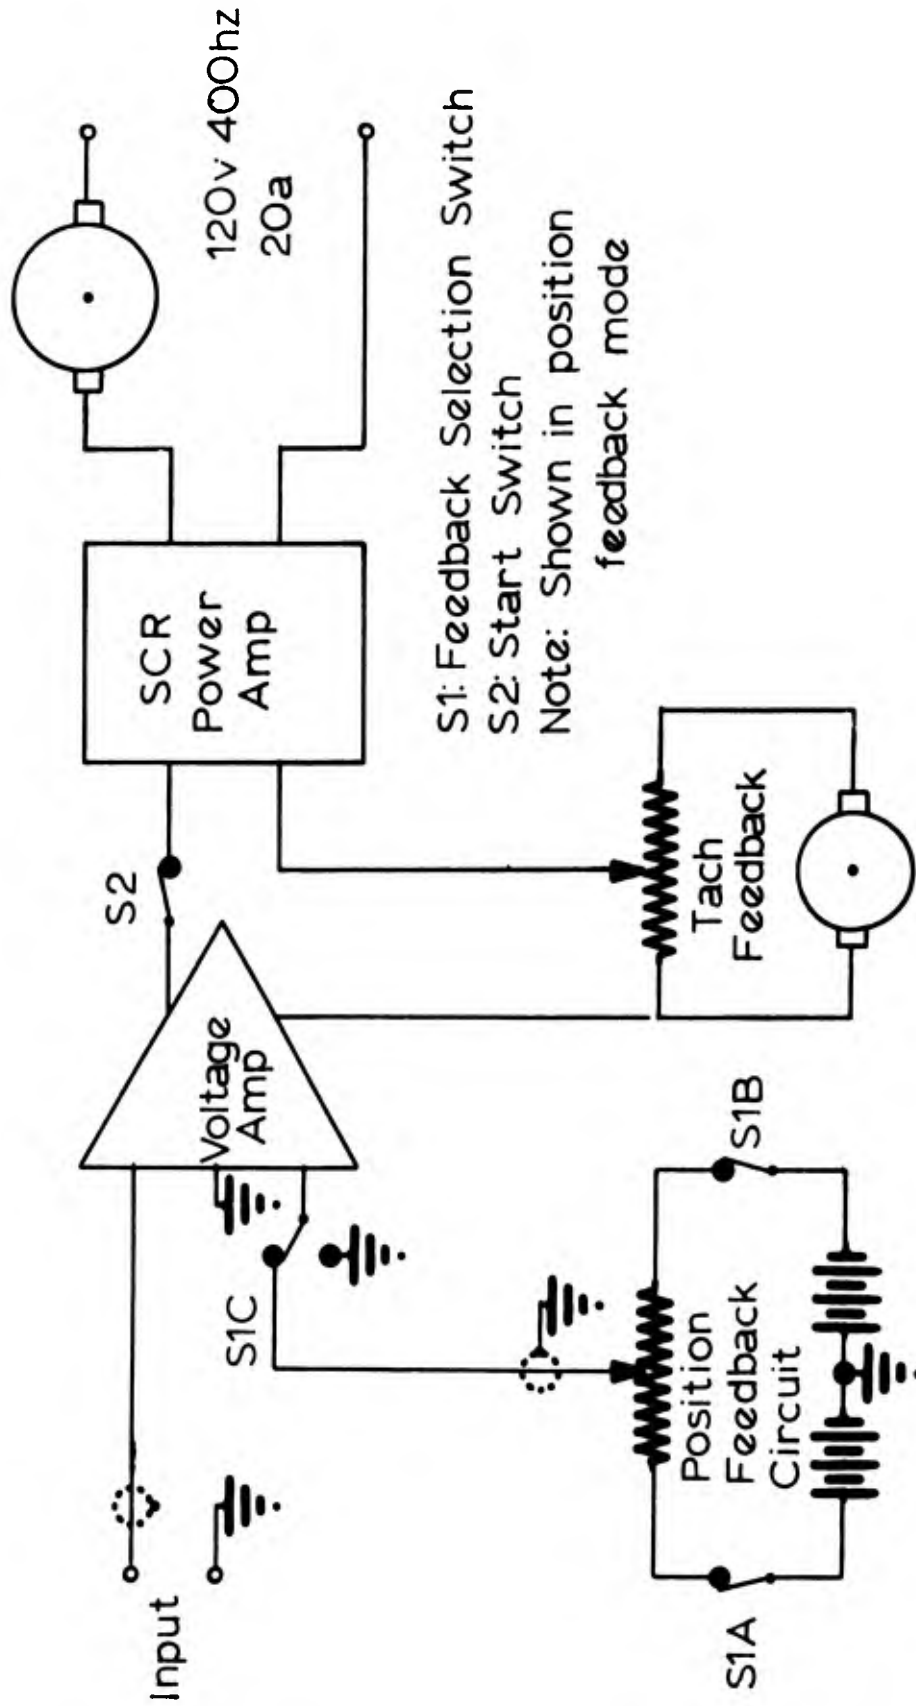 Input
S1C
Voltage
Amp
S2
SCR
Power
Amp
120v 400hz
20a
S1: Feedback Selection Switch
S2: Start Switch
Note: Shown in position
feedback mode
S1A
Position
Feedback
Circuit
S1B
Tach
Feedback